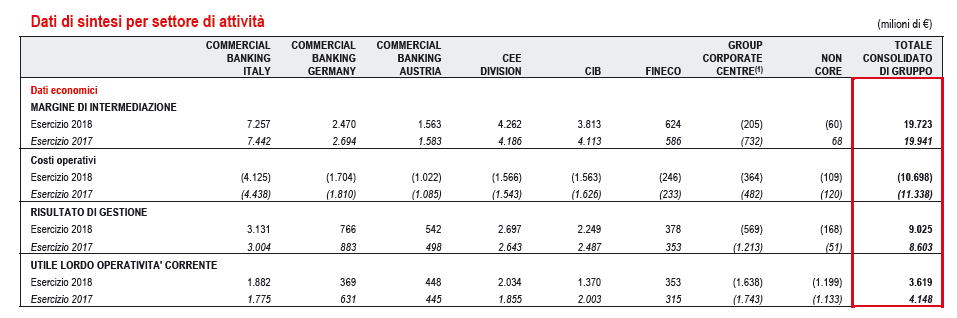 Dati di sintesi per settore di attività
(milioni di €)
COMMERCIAL BANKING ITALY COMMERCIAL BANKING GERMANY COMMERCIAL BANKING AUSTRIA CEE DIVISION CIB FINECO GROUP CORPORATE CENTRE(1) NON CORE TOTALE CONSOLIDATO DI GRUPPO
Dati economici
MARGINE DI INTERMEDIAZIONE
Esercizio 2018 7.257 2.470 1.563 4.262 3.813 624 (205) (60) 19.723
Esercizio 2017 7.442 2.694 1.583 4.186 4.113 586 (732) 68 19.941
Costi operativi
Esercizio 2018 (4.125) (1.704) (1.022) (1.566) (1.563) (246) (364) (109) (10.698)
Esercizio 2017 (4.438) (1.810) (1.085) (1.543) (1.626) (233) (482) (120) (11.338)
RISULTATO DI GESTIONE
Esercizio 2018 3.131 766 542 2.697 2.249 378 (569) (168) 9.025
Esercizio 2017 3.004 883 498 2.643 2.487 353 (1.213) (51) 8.603
UTILE LORDO OPERATIVITA' CORRENTE
Esercizio 2018 1.882 369 448 2.034 1.370 353 (1.638) (1.199) 3.619
Esercizio 2017 1.775 631 445 1.855 2.003 315 (1.743) (1.133) 4.148